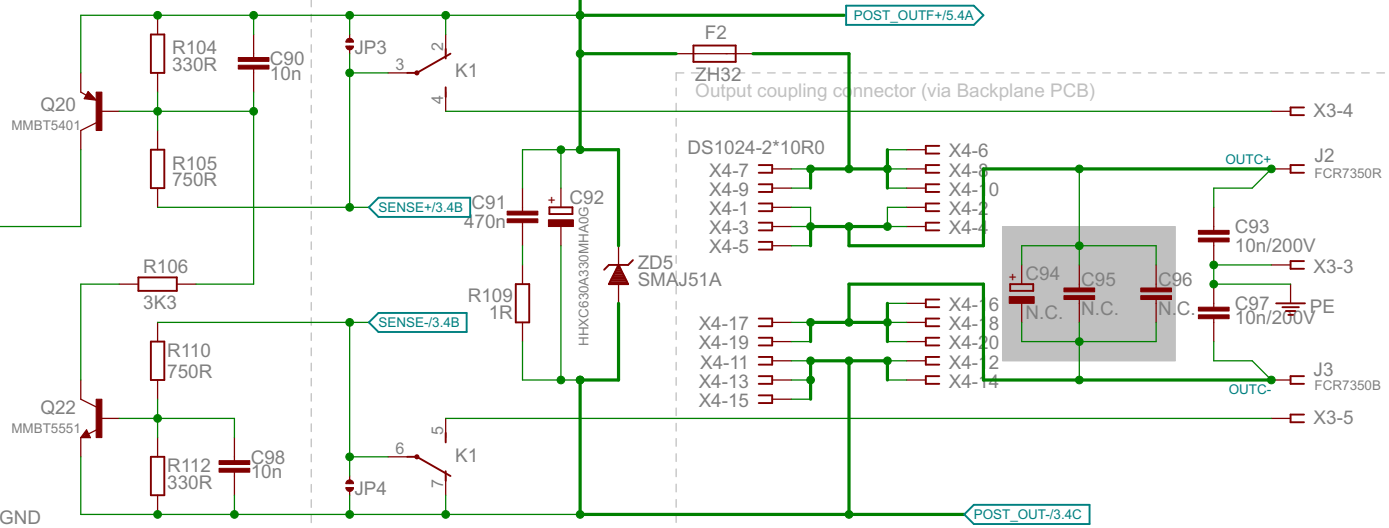 POST_OUTF+/5.4A
F2
ZH32
R104
330R
C90
10n
JP3
2
3
K1
4
Output coupling connector (via Backplane PCB)
Q20
MMBT5401
X3-4
DS1024-2*10R0
X4-6
X4-7
X4-8
X4-9
X4-10
X4-1
X4-2
X4-3
X4-4
X4-5
OUTC+
J2
FCR7350R
R105
750R
SENSE+/3.4B
C91
470n
C92
HHXC630A330MHA0G
C93
10n/200V
X3-3
R106
3K3
ZD5
SMAJ51A
C94
N.C.
C95
N.C.
C96
N.C.
C97
10n/200V
PE
R109
1R
SENSE-/3.4B
X4-16
X4-17
X4-18
X4-19
X4-20
X4-11
X4-12
X4-13
X4-14
X4-15
R110
750R
J3
FCR7350B
OUTC-
Q22
MMBT5551
X3-5
5
6
K1
7
R112
330R
C98
10n
JP4
GND
POST_OUT-/3.4C